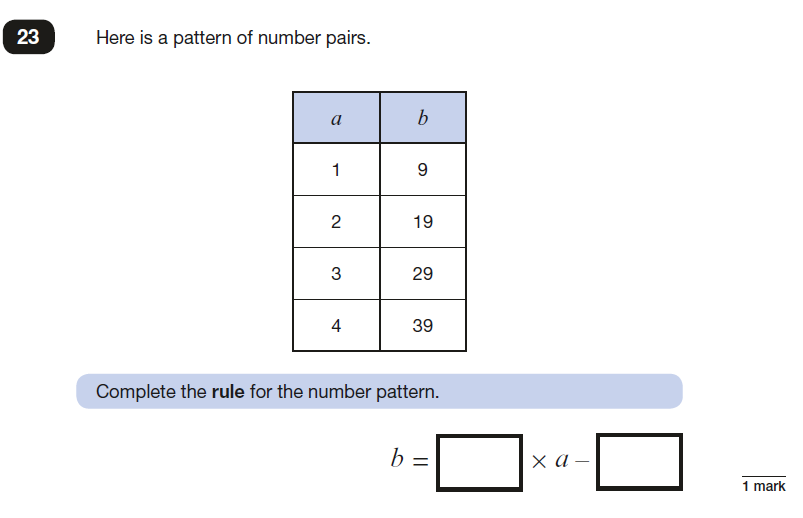 23 Here is a pattern of number pairs.
a b
1 9
2 19
3 29
4 39
Complete the rule for the number pattern.
b = × a –
1 mark